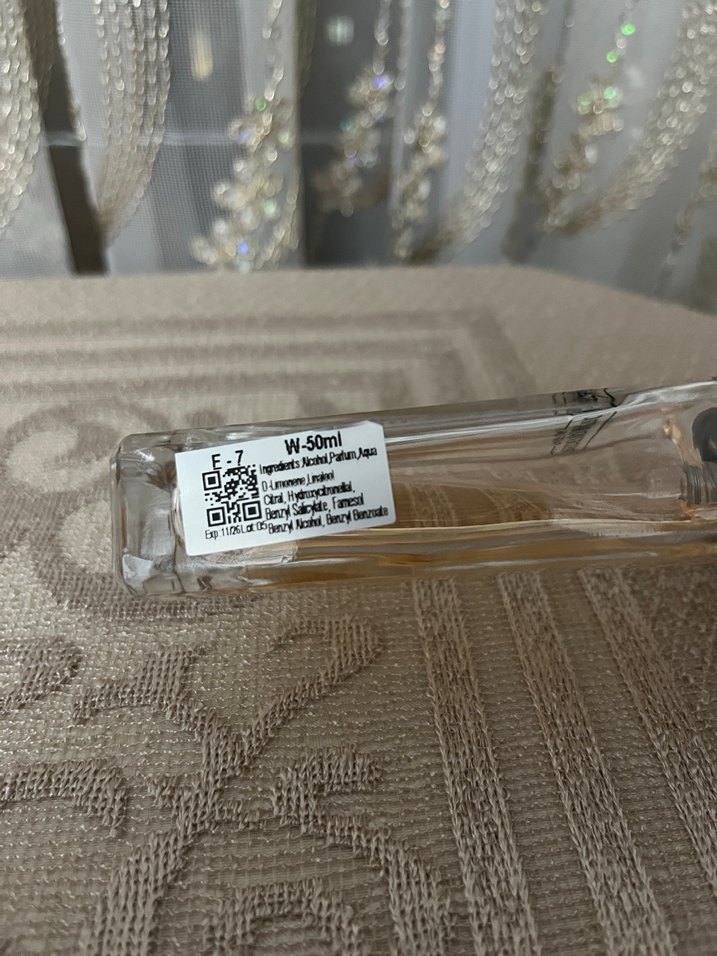 F-7
W-50ml
Ingredients:Alcohol,Parfum,Aqua
D-Limonene,Linalool
Citral, Hydroxycitronellal,
Benzyl Salicylate, Farnesol
Benzyl Alcohol, Benzyl Benzoate
Exp.:11/26 Lot:05